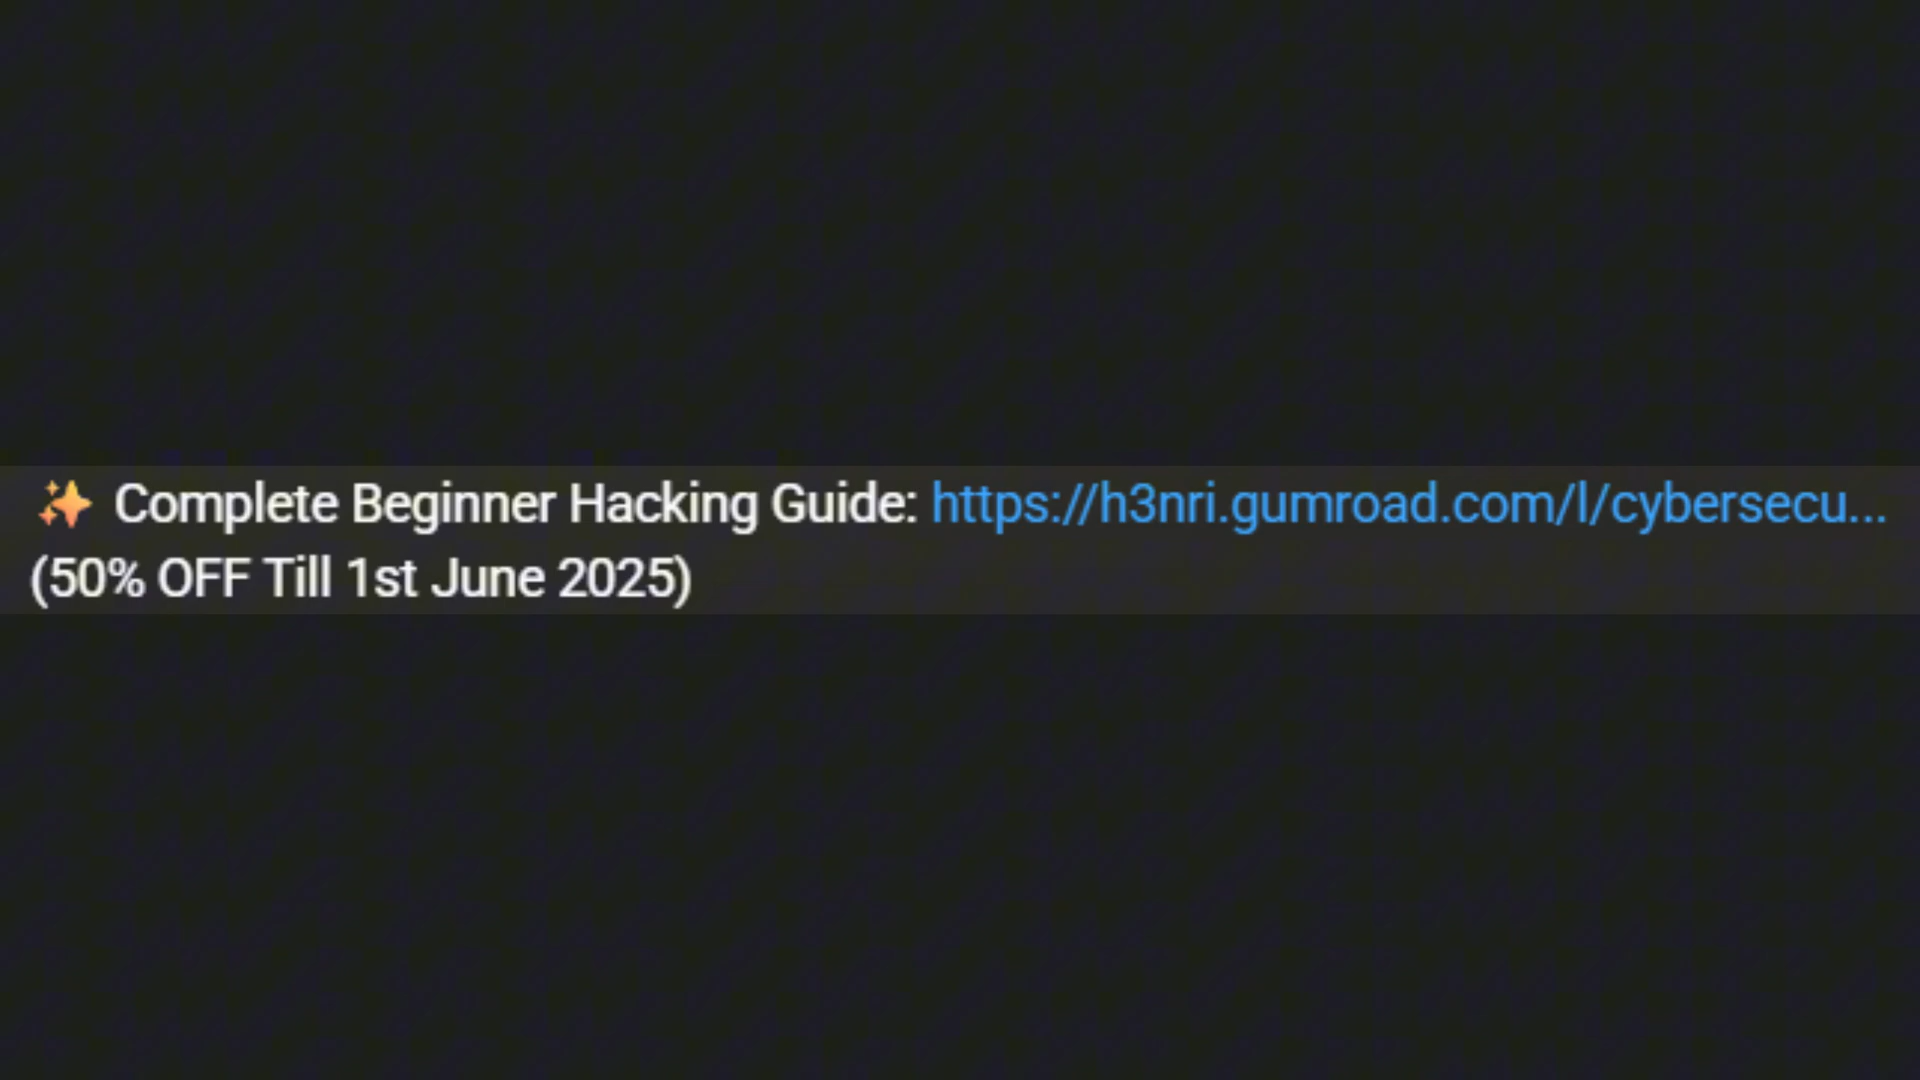 ✨ Complete Beginner Hacking Guide: https://h3nri.gumroad.com/l/cybersecu...
(50% OFF Till 1st June 2025)